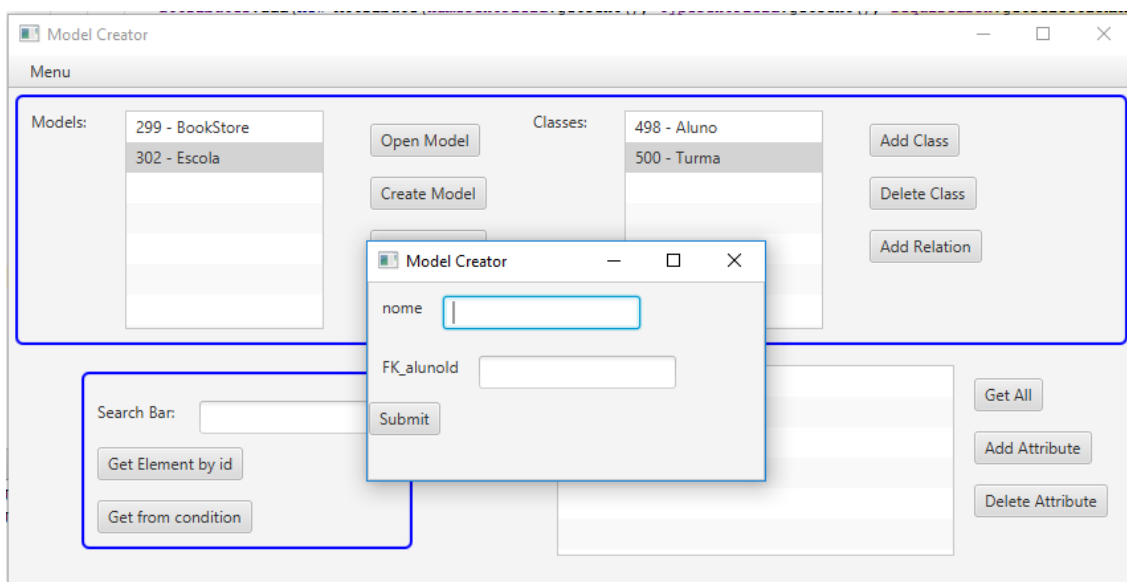 Model Creator
Menu
Models:
299 - BookStore
302 - Escola
Open Model
Create Model
Classes:
498 - Aluno
500 - Turma
Add Class
Delete Class
Add Relation
Model Creator
nome
FK_alunoId
Submit
Search Bar:
Get Element by id
Get from condition
Get All
Add Attribute
Delete Attribute